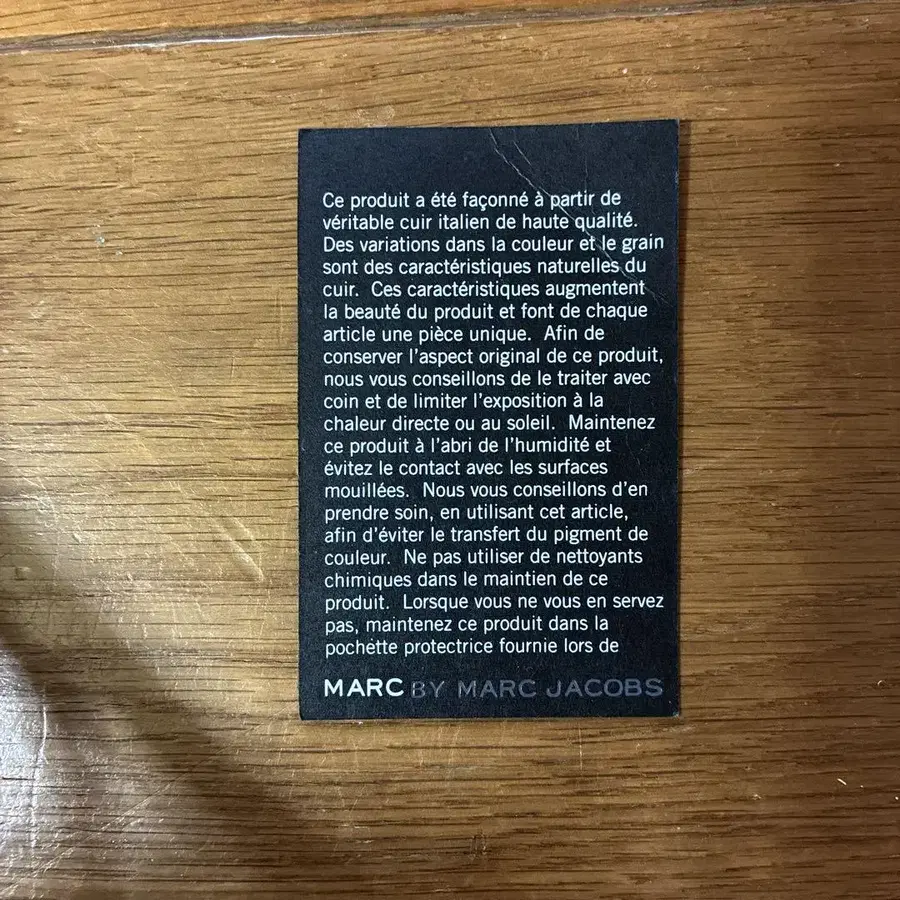 Ce produit a été façonné à partir de
véritable cuir italien de haute qualité.
Des variations dans la couleur et le grain
sont des caractéristiques naturelles du
cuir. Ces caractéristiques augmentent
la beauté du produit et font de chaque
article une pièce unique. Afin de
conserver l'aspect original de ce produit,
nous vous conseillons de le traiter avec
coin et de limiter l'exposition à la
chaleur directe ou au soleil. Maintenez
ce produit à l'abri de l'humidité et
évitez le contact avec les surfaces
mouillées. Nous vous conseillons d'en
prendre soin, en utilisant cet article,
afin d'éviter le transfert du pigment de
couleur. Ne pas utiliser de nettoyants
chimiques dans le maintien de ce
produit. Lorsque vous ne vous en servez
pas, maintenez ce produit dans la
pochette protectrice fournie lors de
MARC BY MARC JACOBS